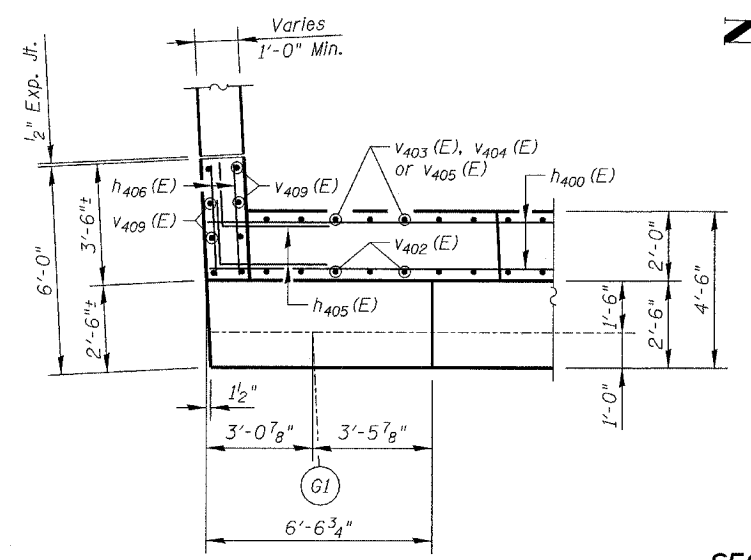 Varies
1'-0" Min.
½" Exp. Jt.
v403 (E), v404 (E)
or v405 (E)
h400 (E)
h406 (E)
v409 (E)
v409 (E)
v402 (E)
h405 (E)
6'-0"
3'-6"±
2'-6"±
2'-0"
1'-6"
2'-6"
4'-6"
1'-0"
1½"
3'-0⅞"
3'-5⅞"
G1
6'-6¾"